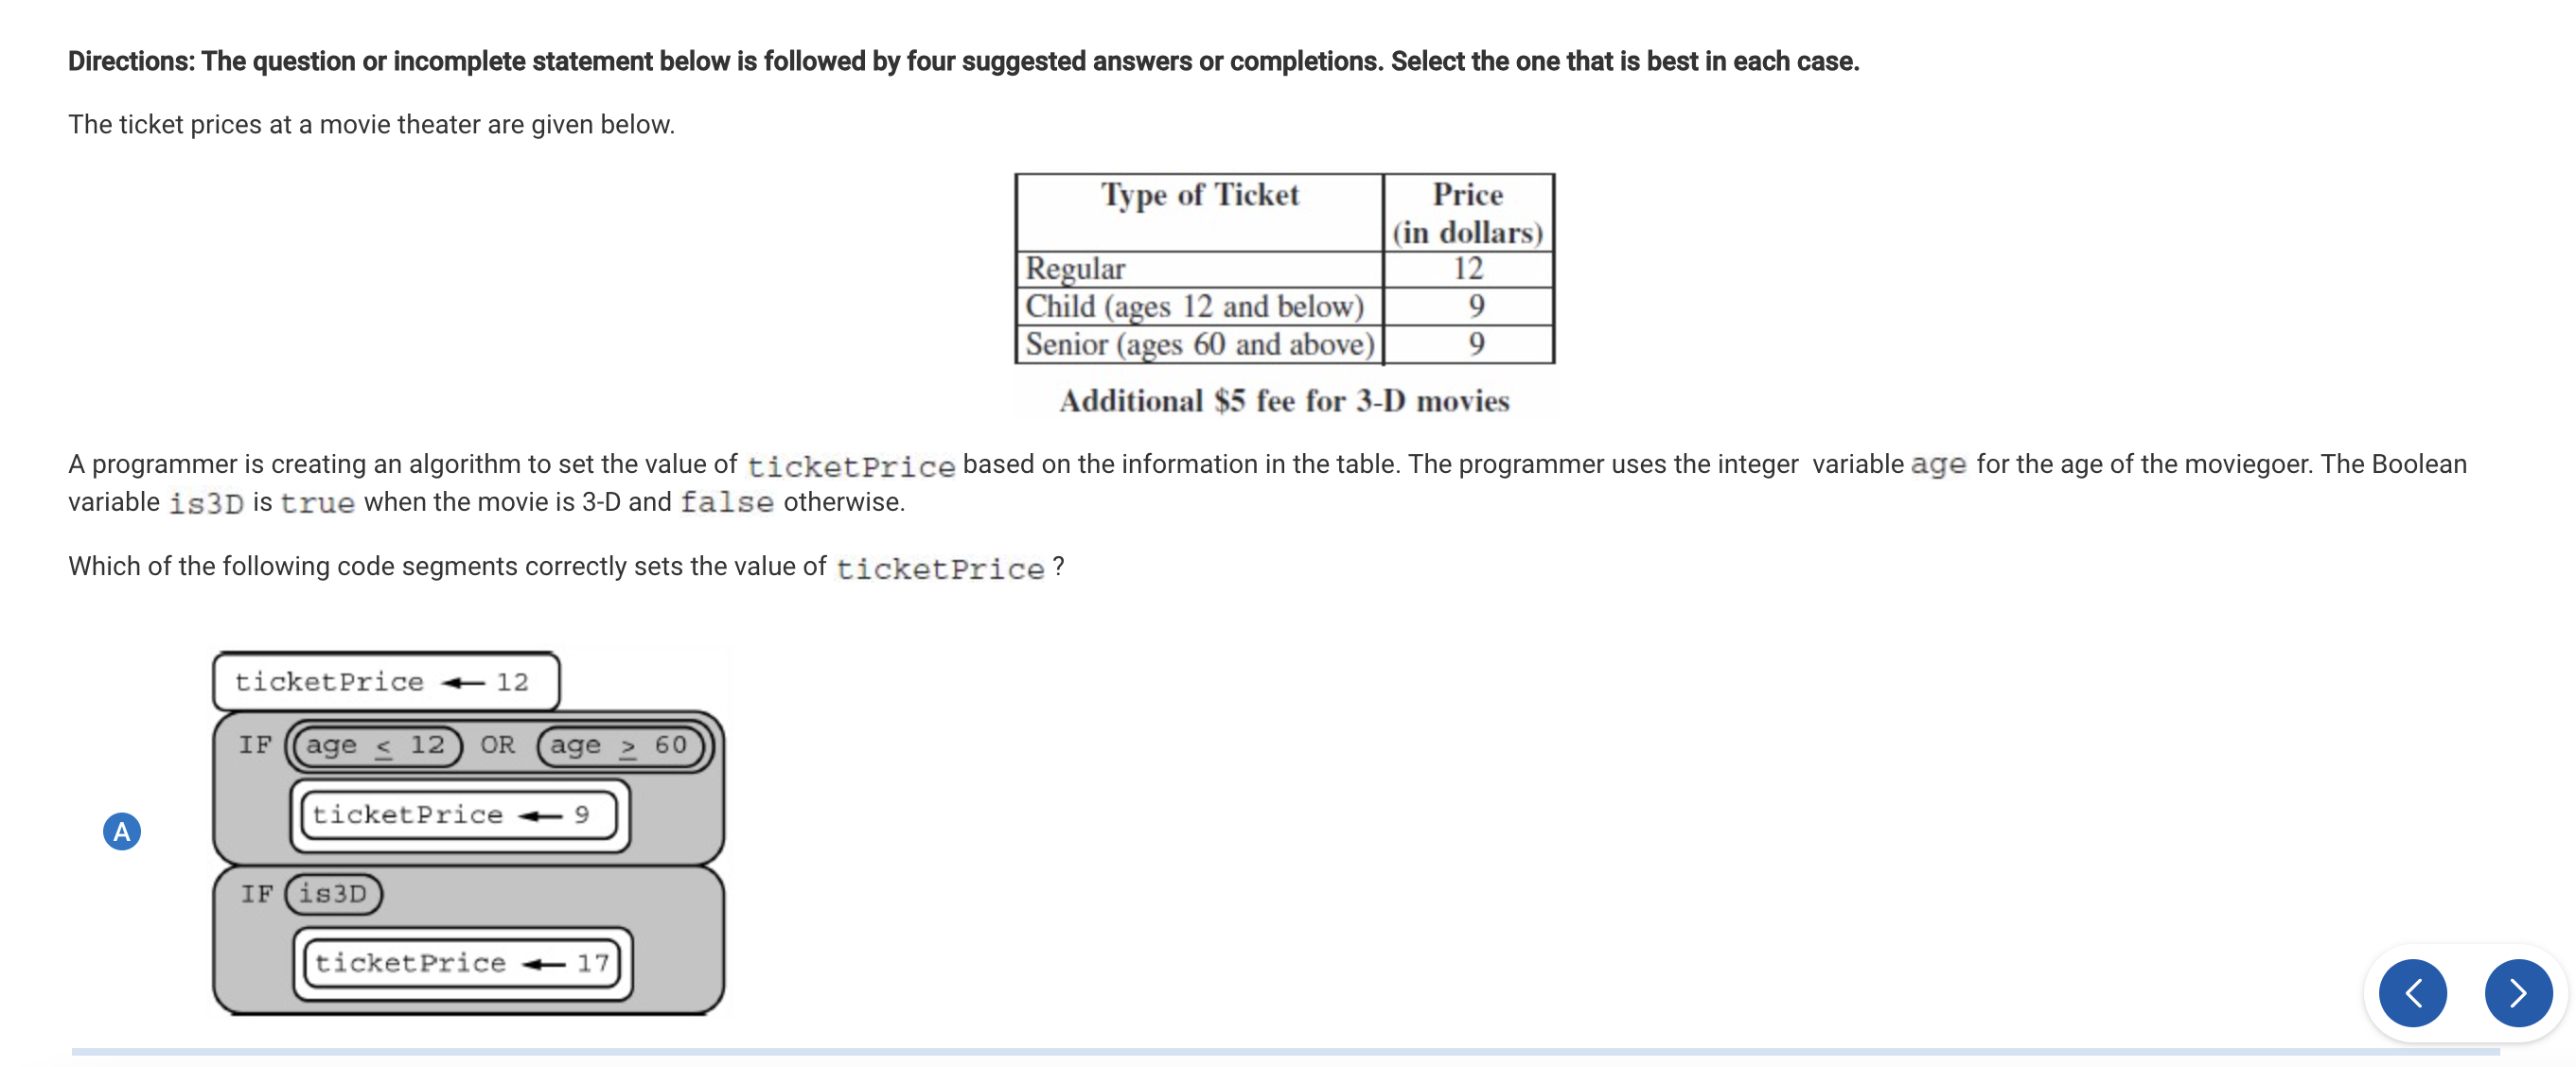 Directions: The question or incomplete statement below is followed by four suggested answers or completions. Select the one that is best in each case.
The ticket prices at a movie theater are given below.
Type of Ticket Price
(in dollars)
Regular 12
Child (ages 12 and below) 9
Senior (ages 60 and above) 9
Additional $5 fee for 3-D movies
A programmer is creating an algorithm to set the value of ticketPrice based on the information in the table. The programmer uses the integer variable age for the age of the moviegoer. The Boolean
variable is3D is true when the movie is 3-D and false otherwise.
Which of the following code segments correctly sets the value of ticketPrice ?
ticketPrice ← 12
IF age ≤ 12 OR age ≥ 60
ticketPrice ← 9
A
IF is3D
ticketPrice ← 17